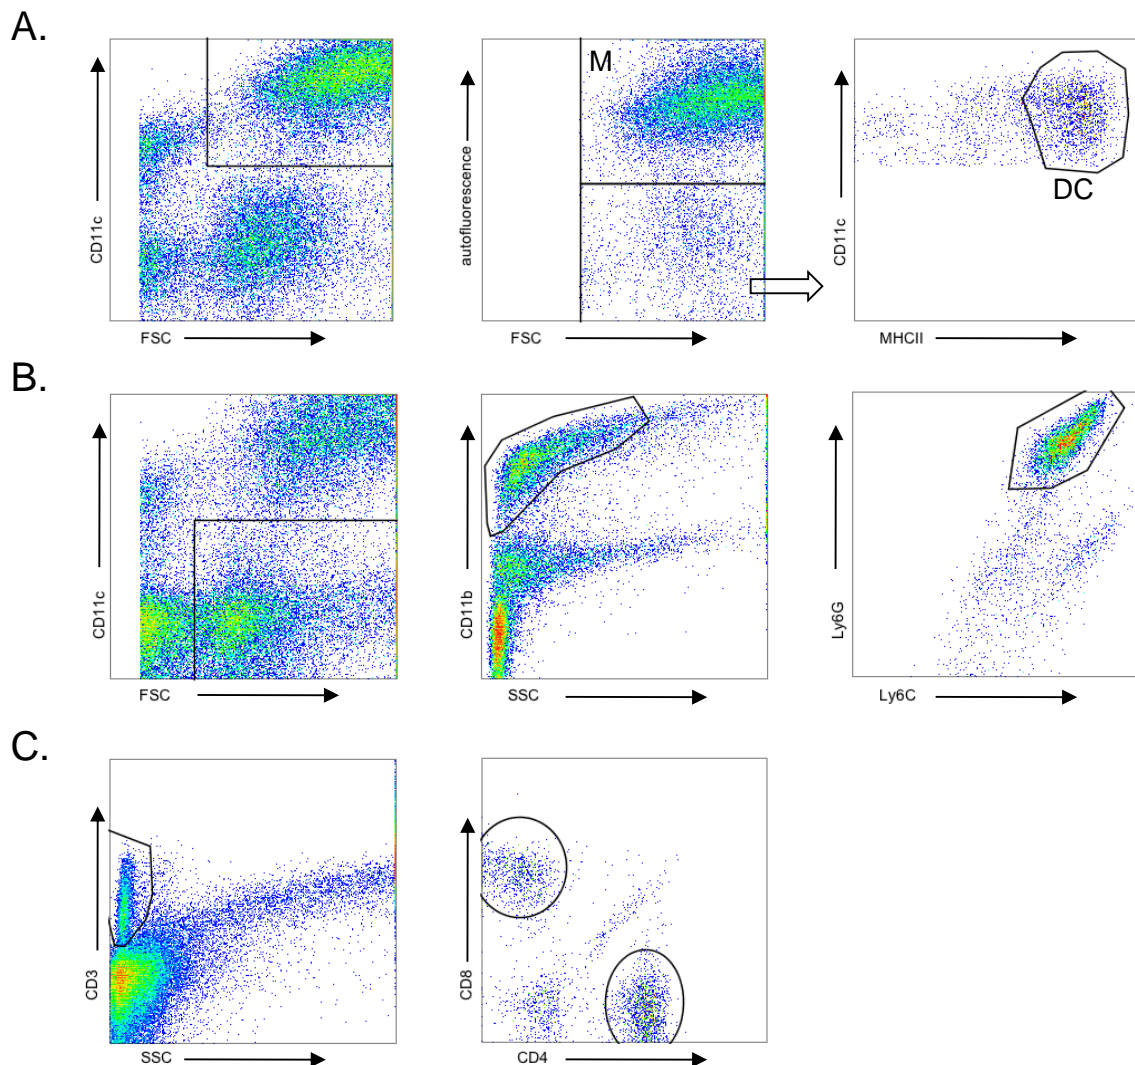 A.
CD11c
FSC
M
autofluorescence
FSC
CD11c
DC
MHCII
B.
CD11c
FSC
CD11b
SSC
Ly6G
Ly6C
C.
CD3
SSC
CD8
CD4